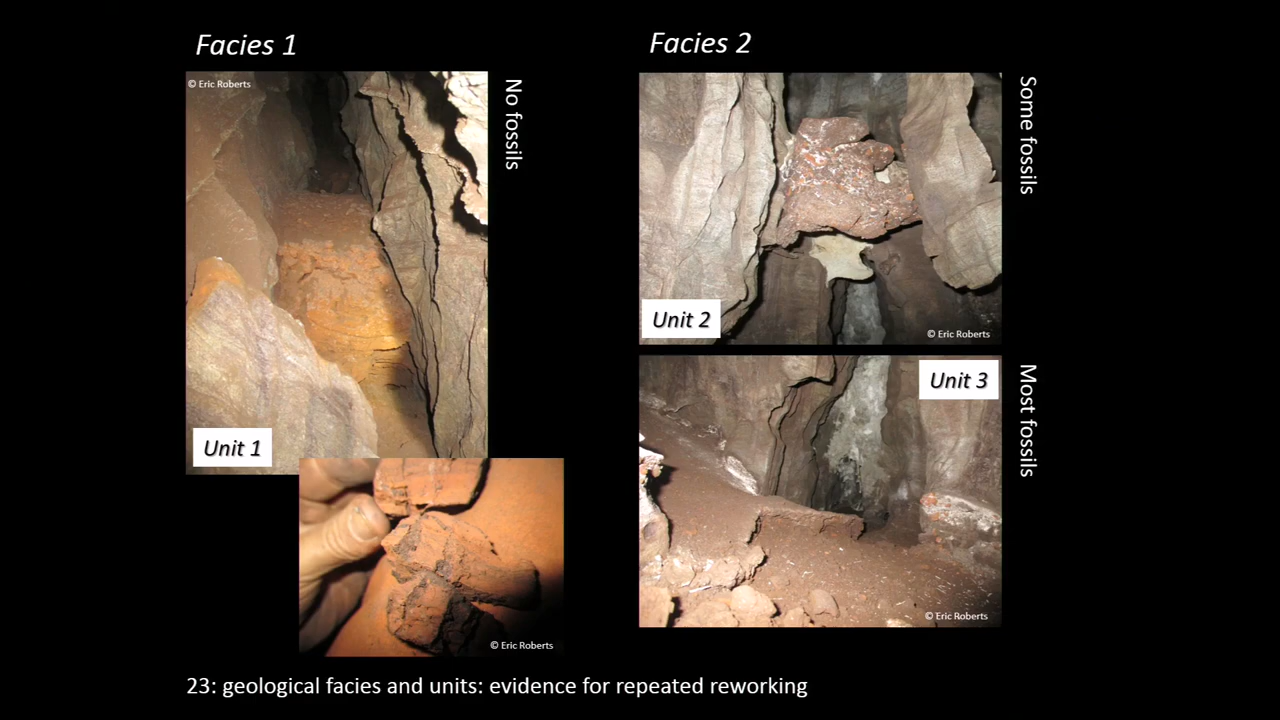 Facies 1
© Eric Roberts
No fossils
Unit 1
© Eric Roberts
Facies 2
Some fossils
Unit 2
© Eric Roberts
Unit 3
Most fossils
© Eric Roberts
23: geological facies and units: evidence for repeated reworking